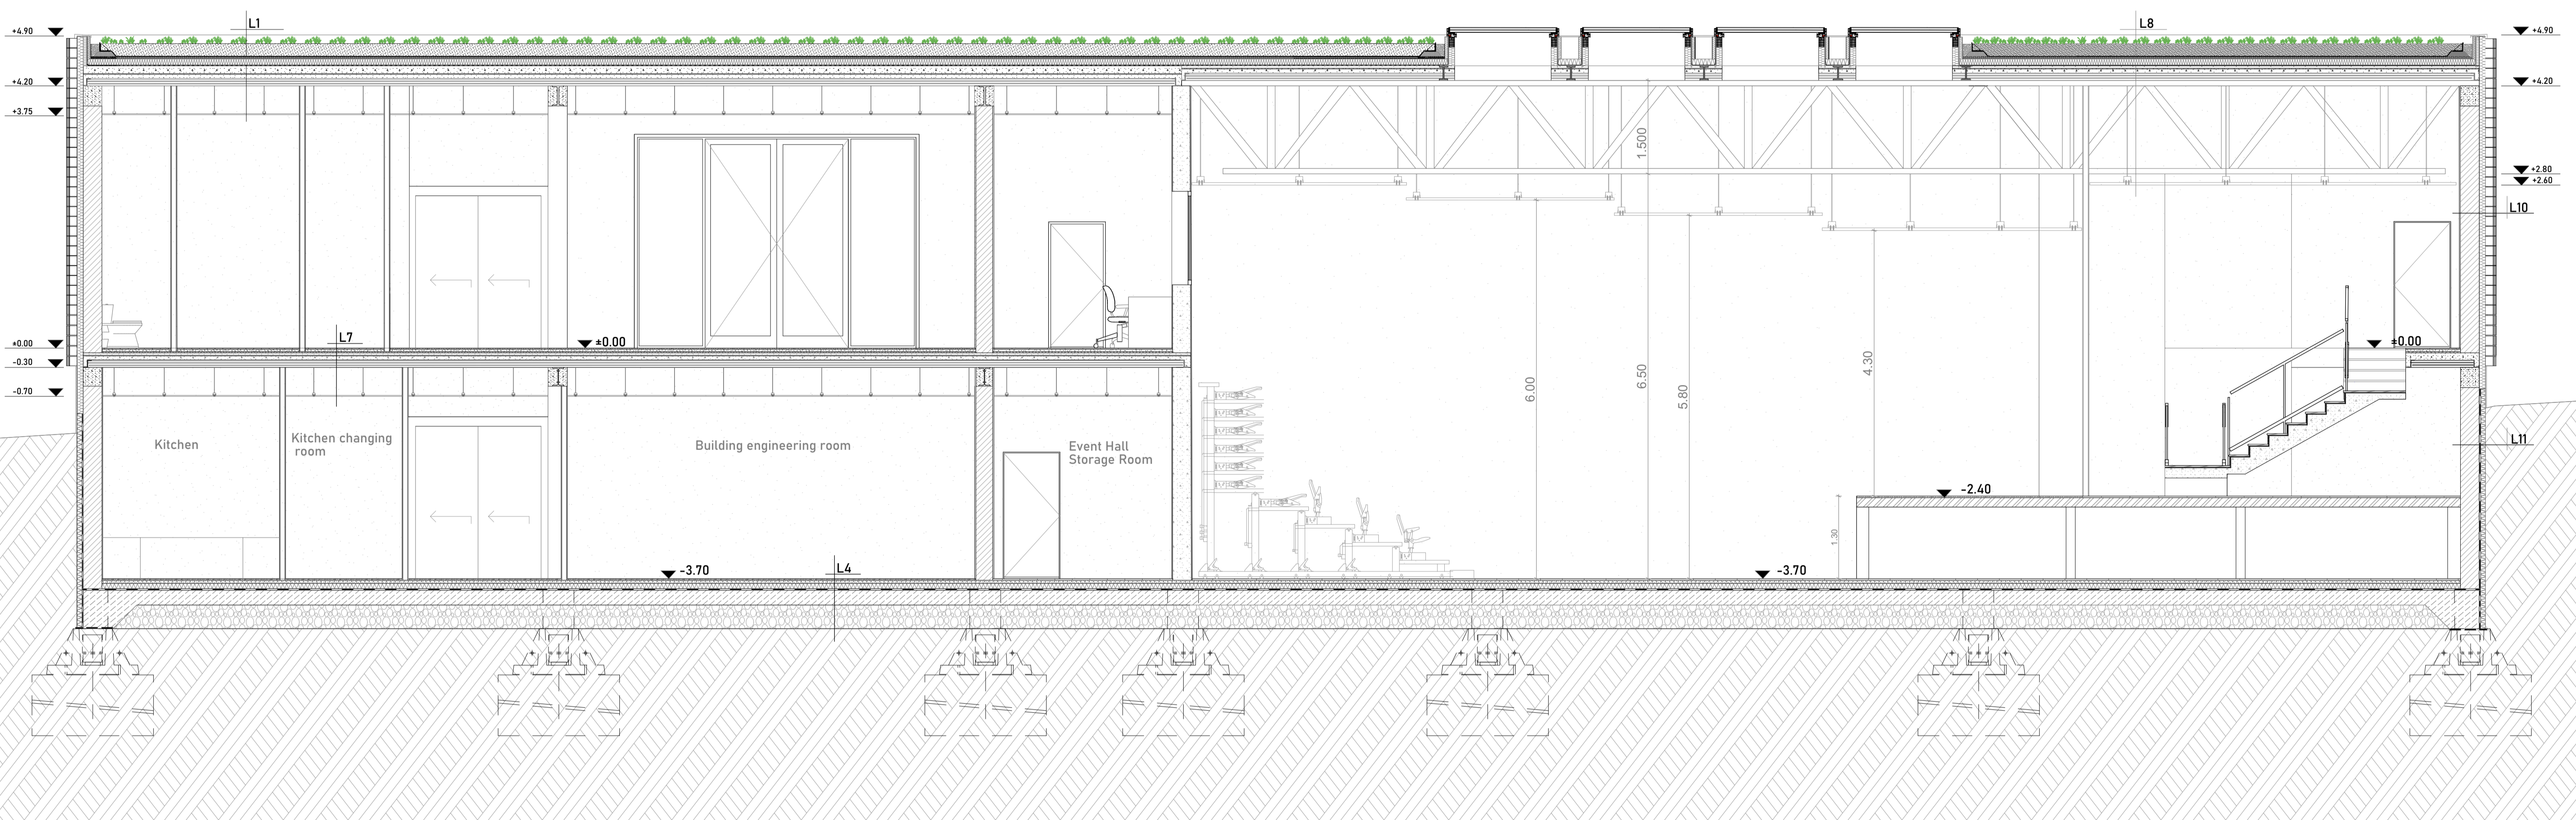 L1
L8
+4.90
+4.90
+4.20
+4.20
+3.75
1.500
+2.80
+2.60
L10
L7
±0.00
±0.00
±0.00
-0.30
-0.70
6.00
6.50
5.80
4.30
Kitchen
Kitchen changing
room
Building engineering room
Event Hall
Storage Room
L11
-2.40
1.30
L4
-3.70
-3.70